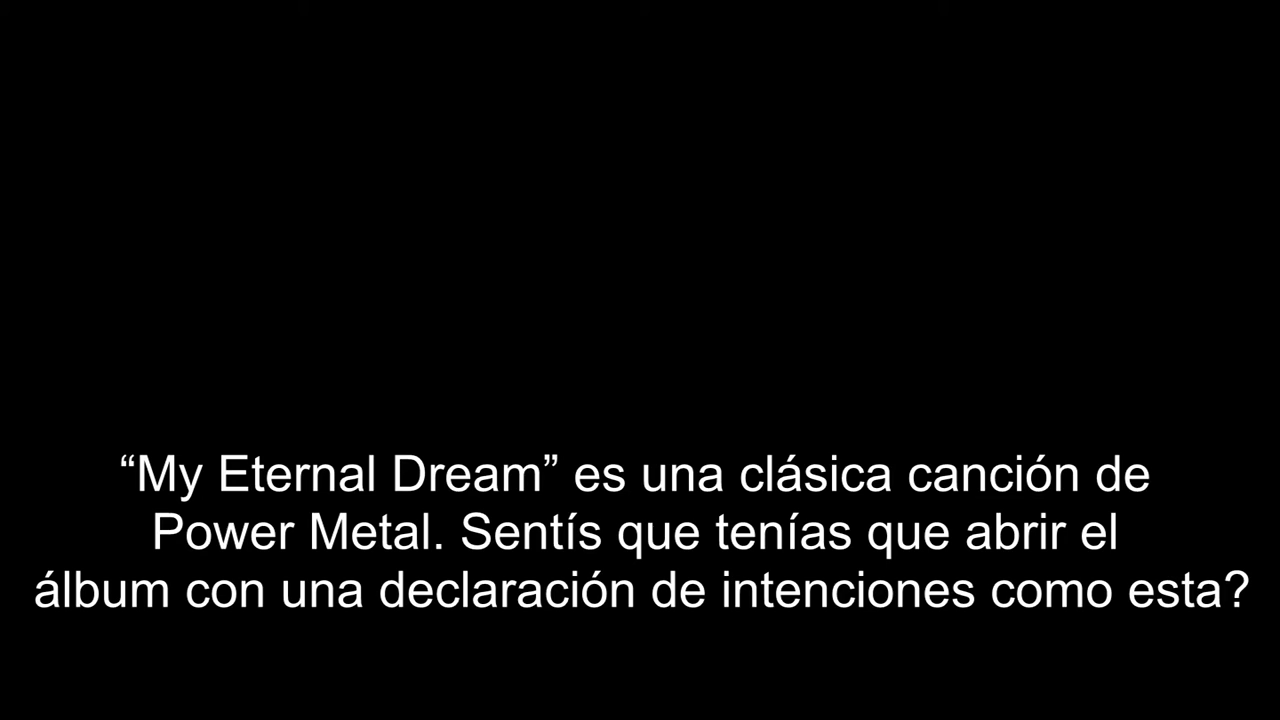 “My Eternal Dream” es una clásica canción de
Power Metal. Sentís que tenías que abrir el
álbum con una declaración de intenciones como esta?